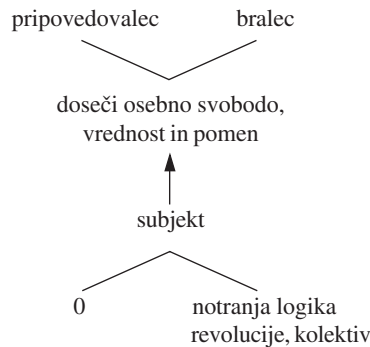 pripovedovalec bralec
doseči osebno svobodo,
vrednost in pomen
subjekt
0 notranja logika
revolucije, kolektiv